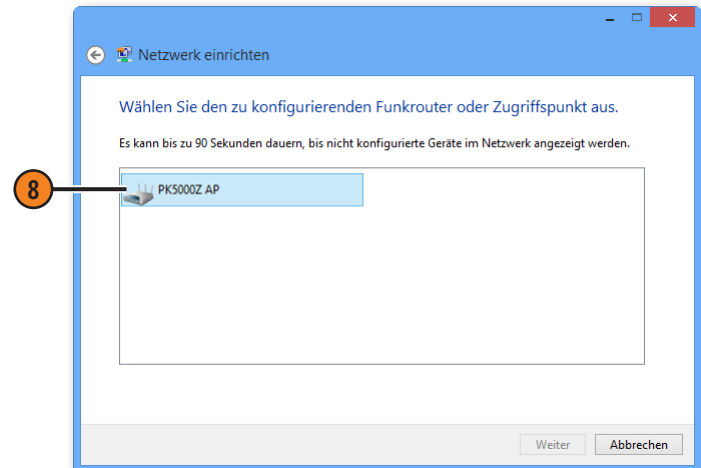 Netzwerk einrichten
Wählen Sie den zu konfigurierenden Funkrouter oder Zugriffspunkt aus.
Es kann bis zu 90 Sekunden dauern, bis nicht konfigurierte Geräte im Netzwerk angezeigt werden.
8
PK5000Z AP
Weiter
Abbrechen